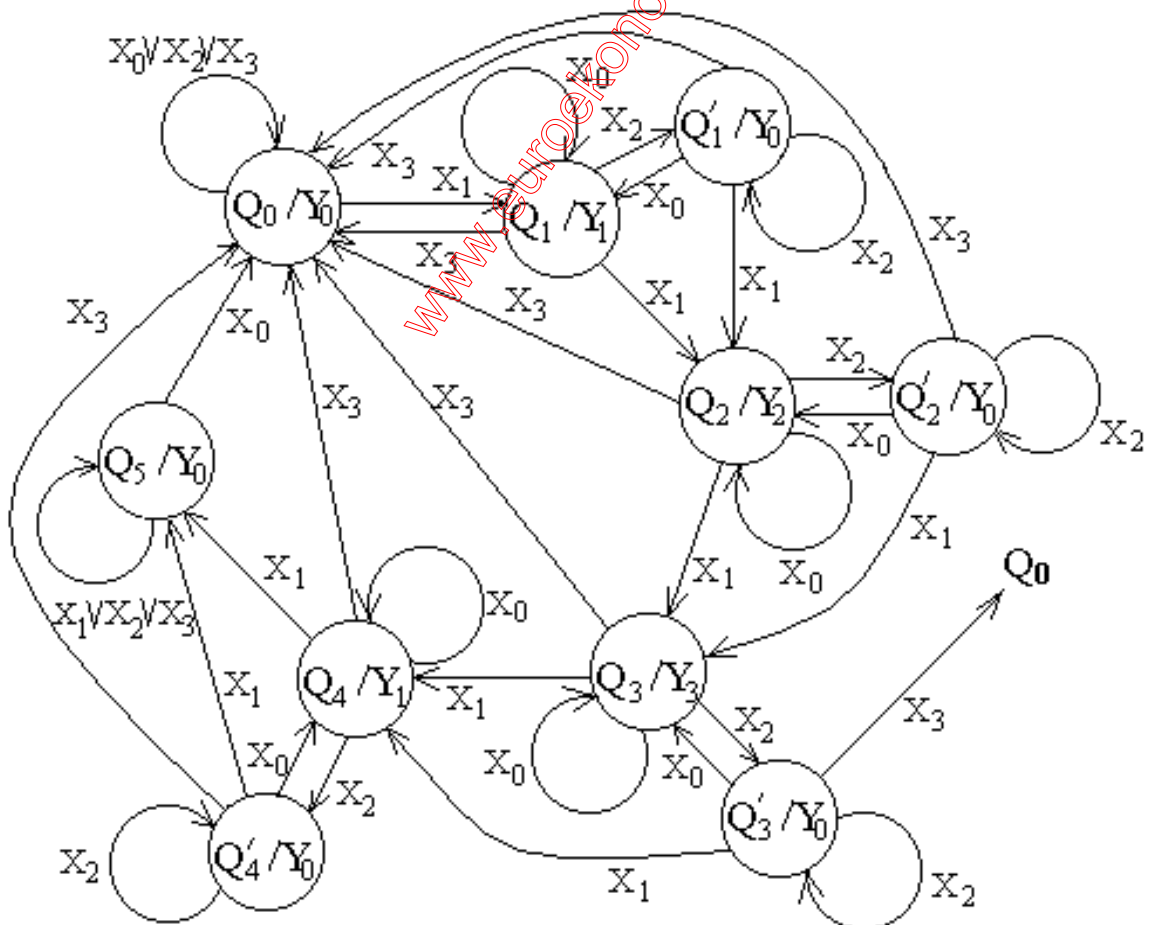 X0\/X2\/X3
X0
X2
Q'1 /Y0
X3
X1
X0
Q0 /Y0
Q1 /Y1
X3
X3
X2
X1
X1
X3
X3
X0
X2
Q2 /Y2
Q'2 /Y0
X3
X3
X0
X2
Q5 /Y0
X1
X1
X0
Q0
X1
X0
X1\/X2\/X3
Q4 /Y1
X1
Q3 /Y3
X1
X3
X2
X0
X0
X0
X2
Q'3 /Y0
Q'4 /Y0
X2
X1
X2
www.euroekono